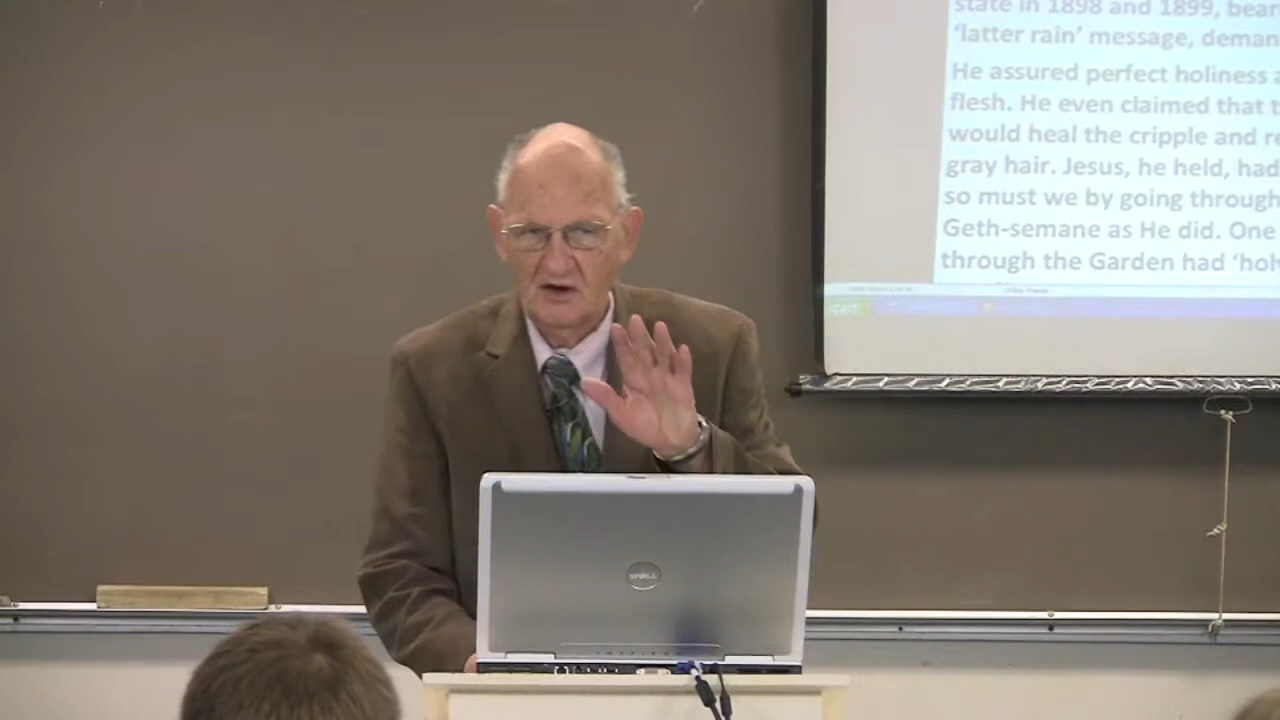 state in 1898 and 1899, bear
'latter rain' message, deman
He assured perfect holiness a
flesh. He even claimed that t
would heal the cripple and re
gray hair. Jesus, he held, had
so must we by going through
Geth-semane as He did. One
through the Garden had 'hol
start
DELL
INSPIRON